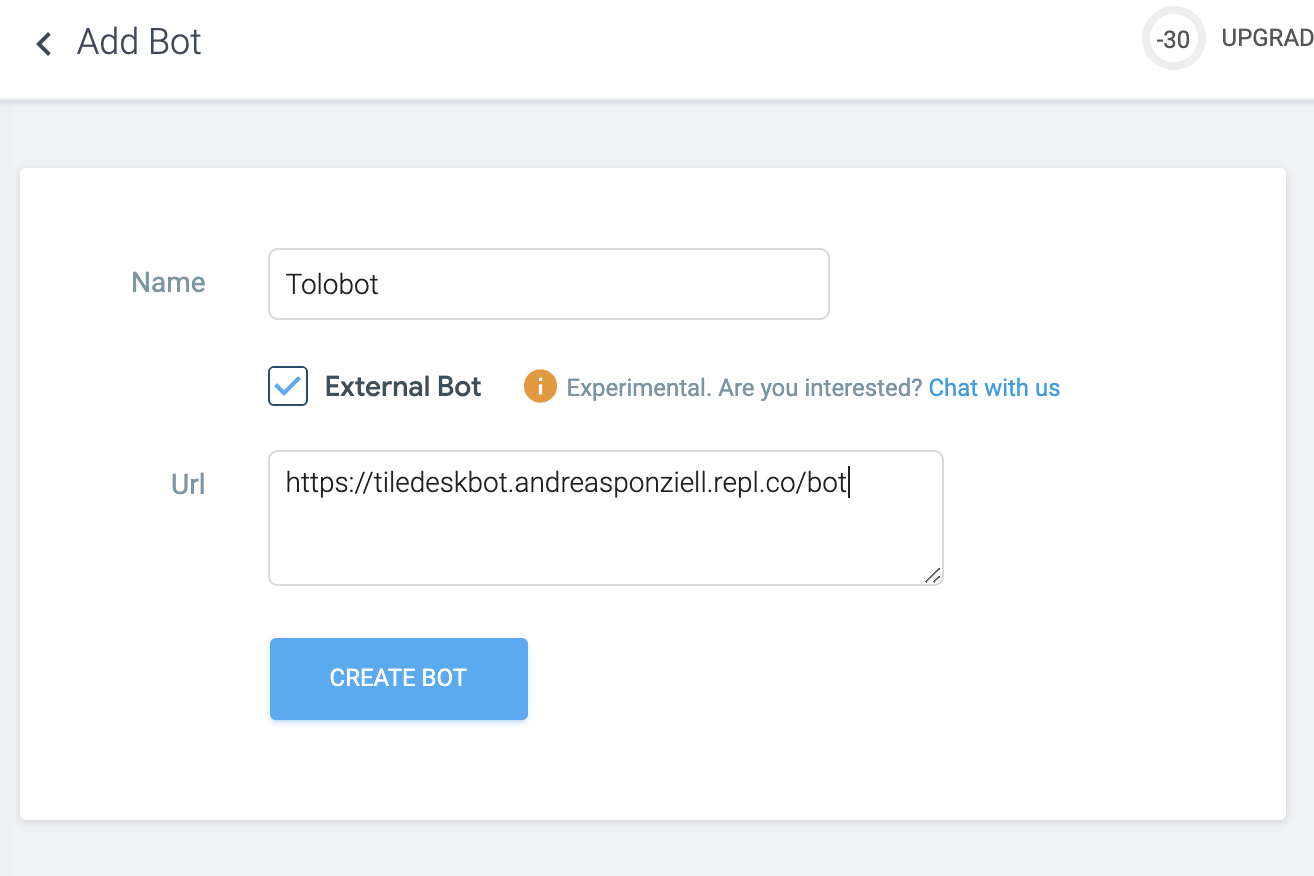 Add Bot
-30 UPGRAD
Name Tolobot
External Bot Experimental. Are you interested? Chat with us
Url https://tiledeskbot.andreasponziell.repl.co/bot
CREATE BOT